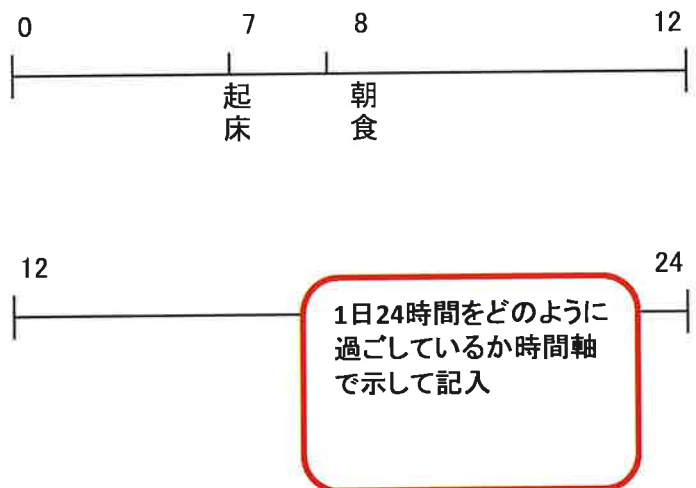 0 7 8 12
起床 朝食
12 24
1日24時間をどのように
過ごしているか時間軸
で示して記入